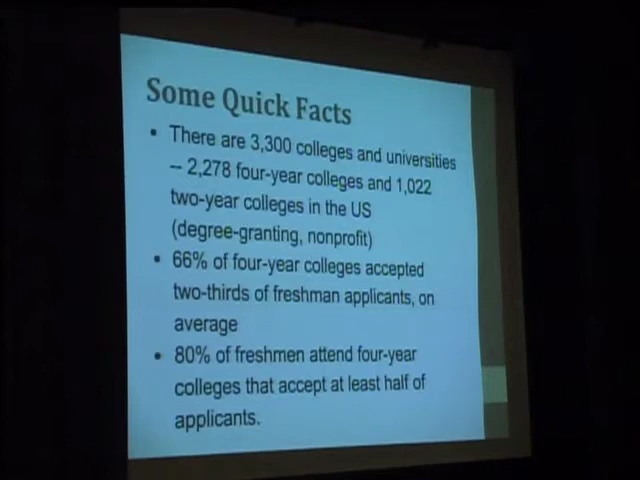 Some Quick Facts
• There are 3,300 colleges and universities
– 2,278 four-year colleges and 1,022
two-year colleges in the US
(degree-granting, nonprofit)
• 66% of four-year colleges accepted
two-thirds of freshman applicants, on
average
• 80% of freshmen attend four-year
colleges that accept at least half of
applicants.